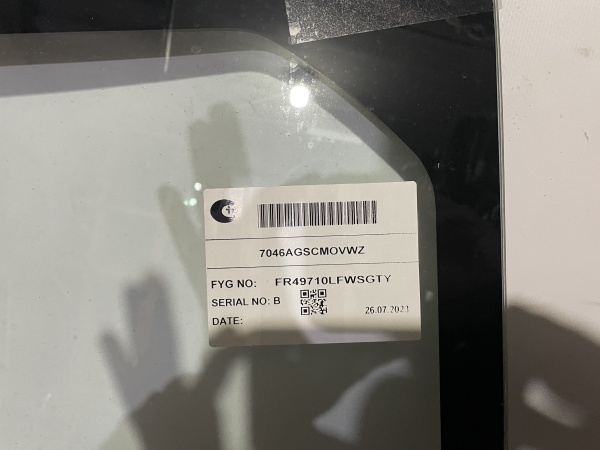 7046AGSCMOVWZ
FYG NO: FR49710LFWSGTY
SERIAL NO: B
26.07.2023
DATE: